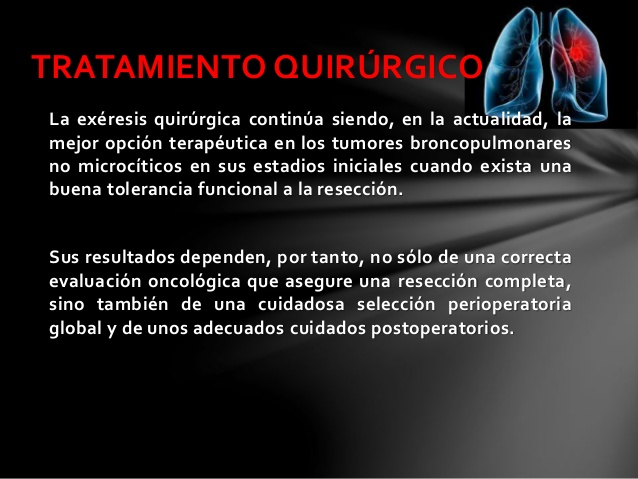 TRATAMIENTO QUIRÚRGICO
La exéresis quirúrgica continúa siendo, en la actualidad, la
mejor opción terapéutica en los tumores broncopulmonares
no microcíticos en sus estadios iniciales cuando exista una
buena tolerancia funcional a la resección.
Sus resultados dependen, por tanto, no sólo de una correcta
evaluación oncológica que asegure una resección completa,
sino también de una cuidadosa selección perioperatoria
global y de unos adecuados cuidados postoperatorios.